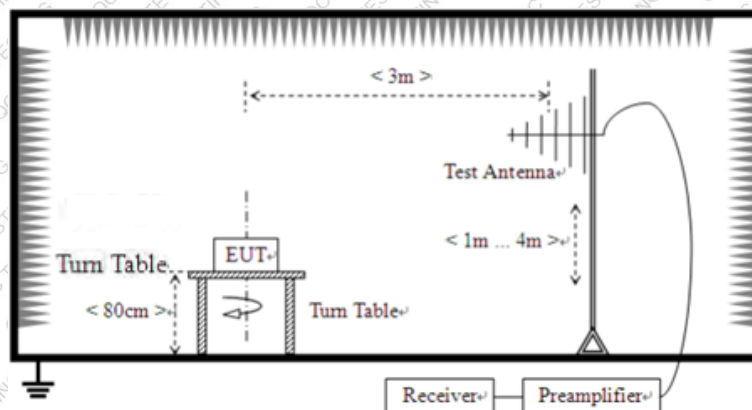 < 3m >
Test Antenna
< 1m ... 4m >
EUT
Turn Table
< 80cm >
Turn Table
Receiver
Preamplifier